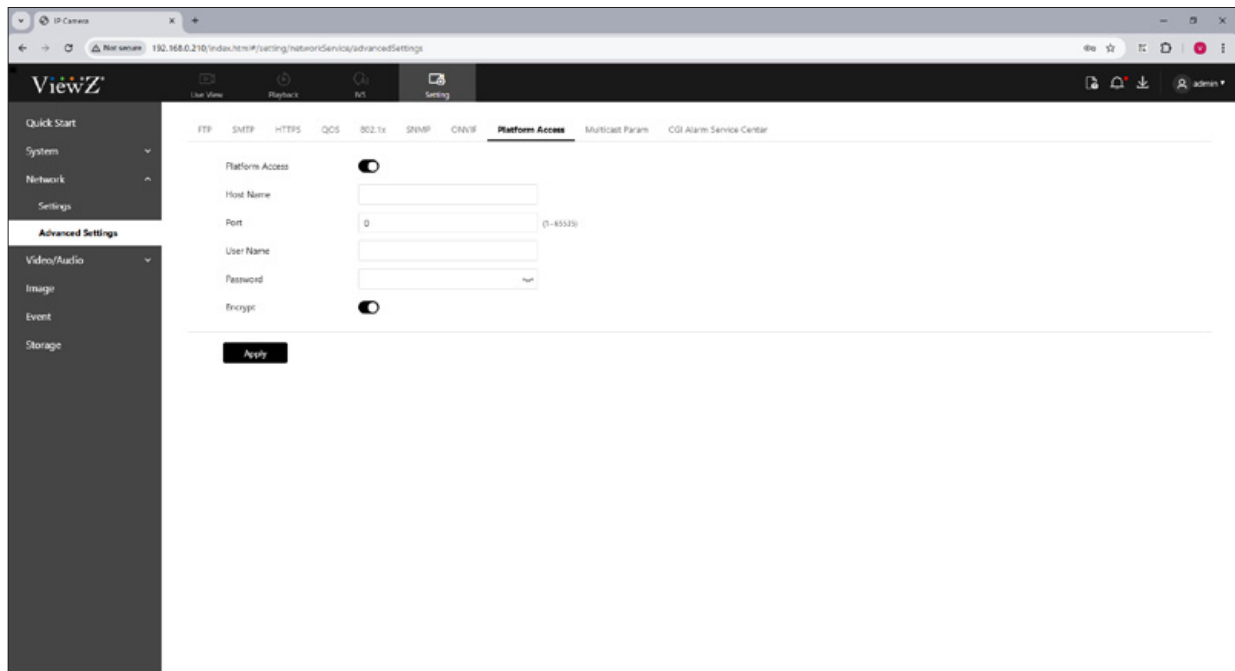 IP Camera
Not secure 192.168.0.210/index.html#/setting/networkService/advancedSettings
ViewZ
Live View Playback IVS Setting
admin
Quick Start
System
Network
Settings
Advanced Settings
Video/Audio
Image
Event
Storage
FTP SMTP HTTPS QOS 802.1x SNMP ONVIF Platform Access Multicast Param CGI Alarm Service Center
Platform Access
Host Name
Port 0 (1~65535)
User Name
Password
Encrypt
Apply